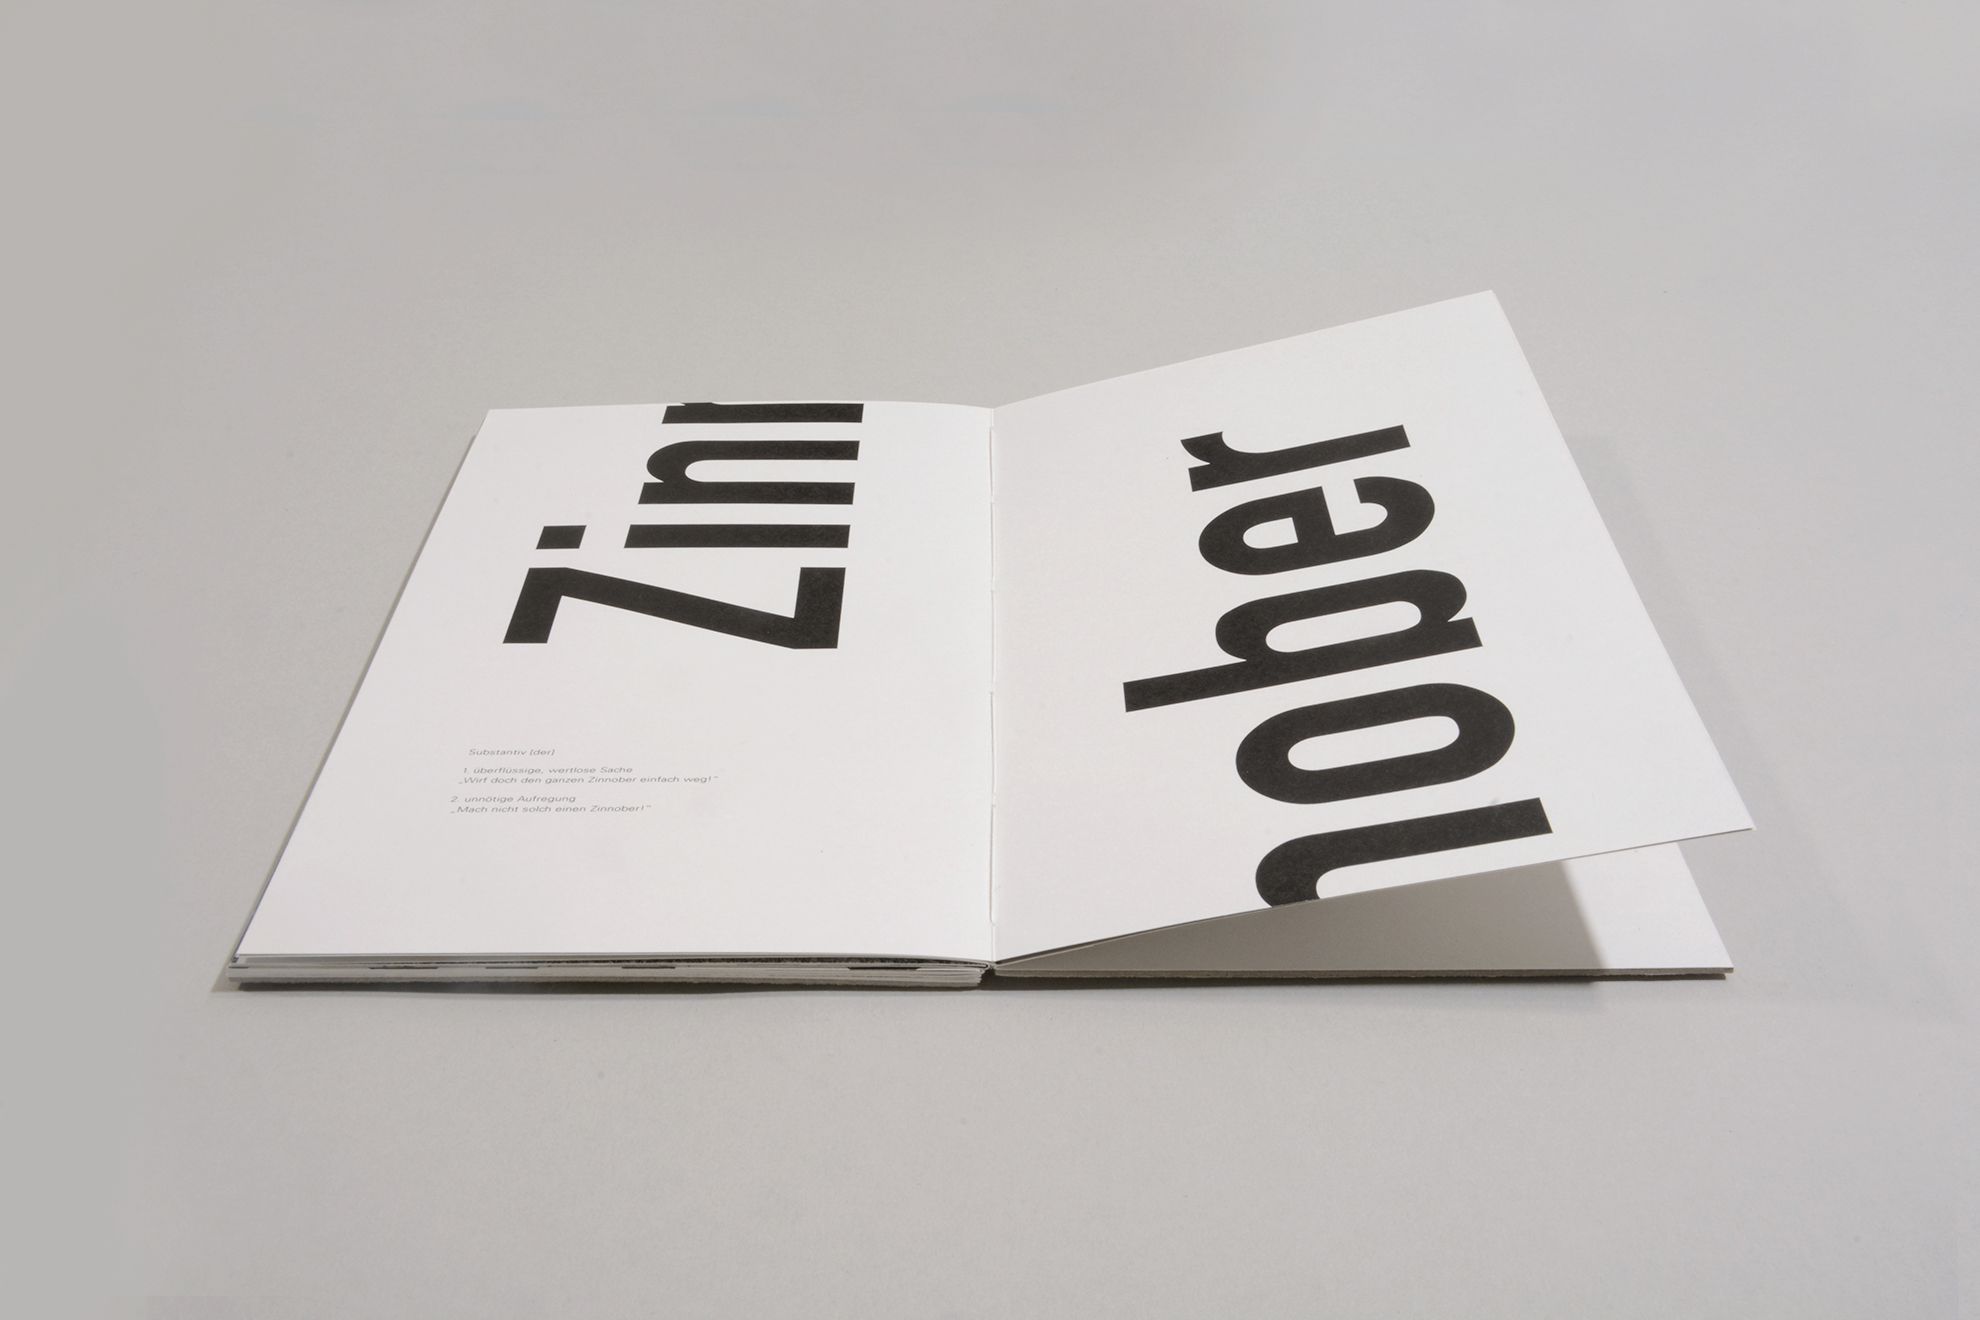 Zinn
nober
Substantiv [der]
1. überflüssige, wertlose Sache
„Wirf doch den ganzen Zinnober einfach weg!“
2. unnötige Aufregung
„Mach nicht solch einen Zinnober!“